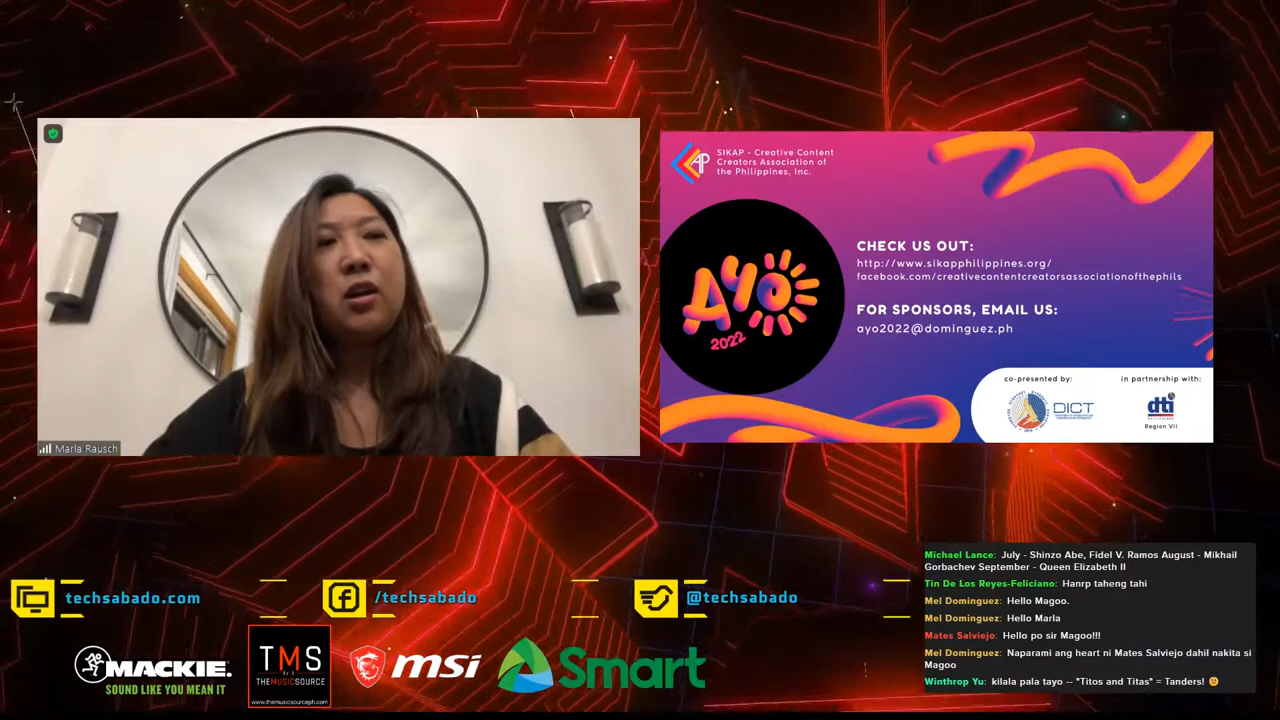 SIKAP - Creative Content
Creators Association of
the Philippines, Inc.
AP
AYO
2022
CHECK US OUT:
http://www.sikapphilippines.org/
facebook.com/creativecontentcreatorsassociationofthephils
FOR SPONSORS, EMAIL US:
ayo2022@dominguez.ph
co-presented by:
in partnership with:
DICT
dti
PHILIPPINES
Region VII
Marla Rausch
techsabado.com
/techsabado
@techsabado
MACKIE.
SOUND LIKE YOU MEAN IT
TMS
THEMUSICSOURCE
www.themusicsourceph.com
msi
Smart
Michael Lance: July - Shinzo Abe, Fidel V. Ramos August - Mikhail
Gorbachev September - Queen Elizabeth II
Tin De Los Reyes-Feliciano: Hanrp taheng tahi
Mel Dominguez: Hello Magoo.
Mel Dominguez: Hello Marla
Mates Salviejo: Hello po sir Magoo!!!
Mel Dominguez: Naparami ang heart ni Mates Salviejo dahil nakita si
Magoo
Winthrop Yu: kilala pala tayo -- "Titos and Titas" = Tanders! 🙂